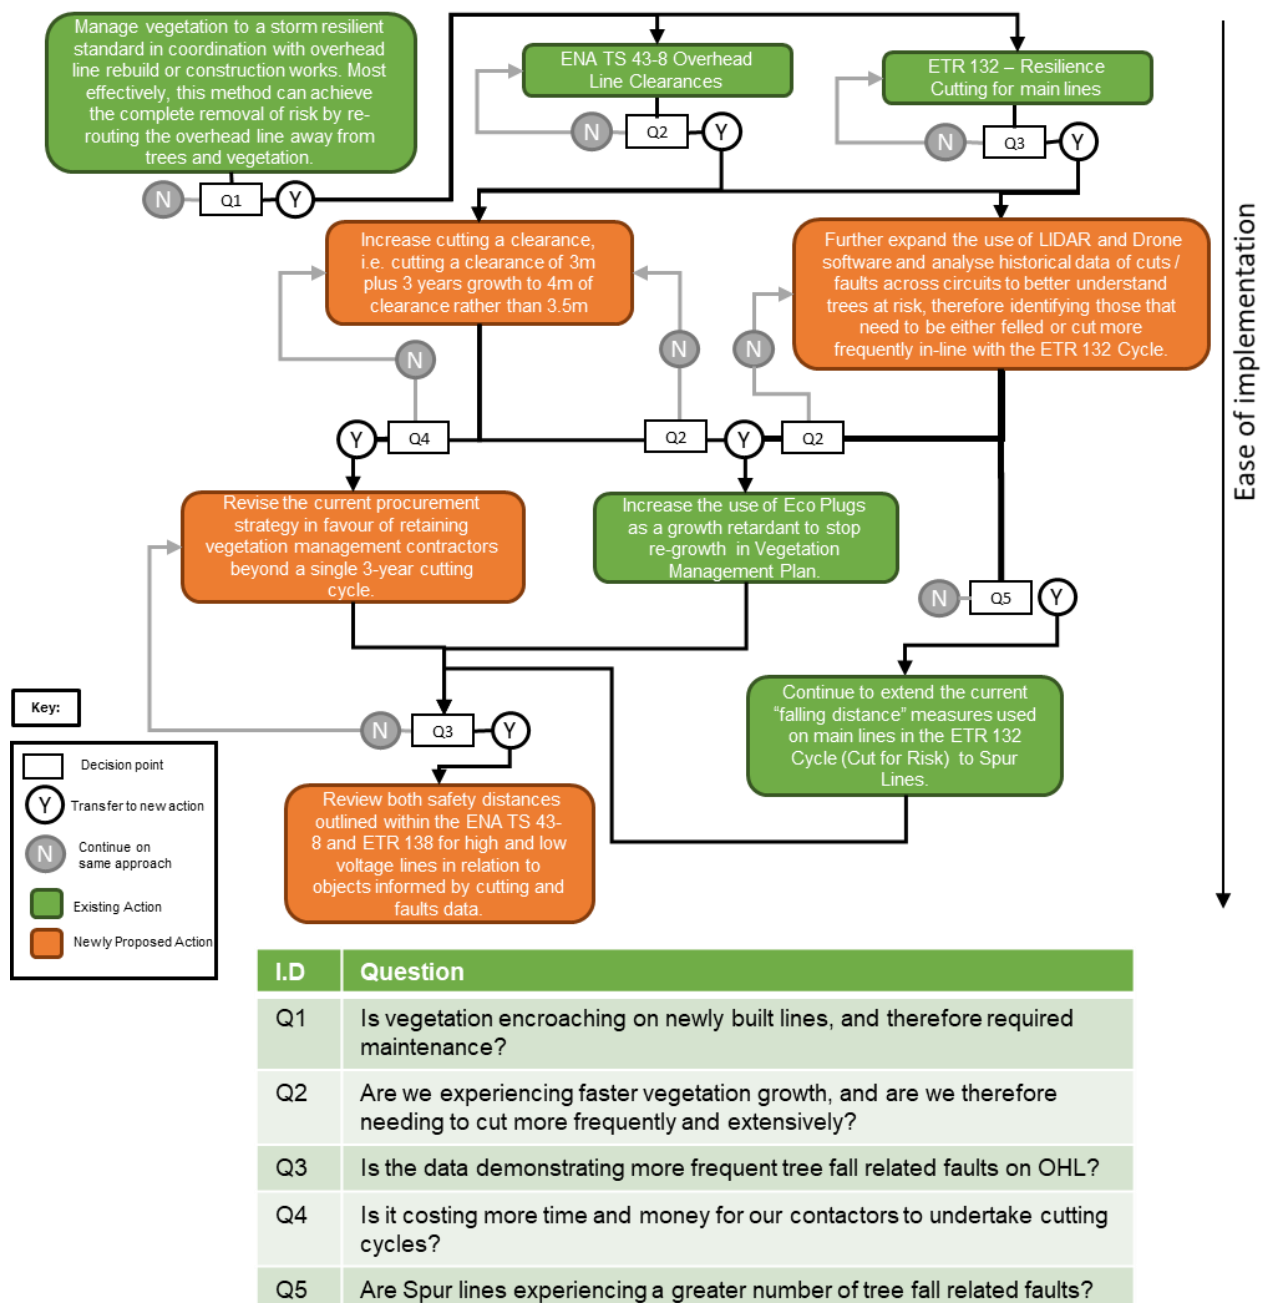 Manage vegetation to a storm resilient
standard in coordination with overhead
line rebuild or construction works. Most
effectively, this method can achieve
the complete removal of risk by re-
routing the overhead line away from
trees and vegetation.
ENA TS 43-8 Overhead
Line Clearances
ETR 132 – Resilience
Cutting for main lines
N
Q2
Y
N
Q3
Y
N
Q1
Y
Increase cutting a clearance,
i.e. cutting a clearance of 3m
plus 3 years growth to 4m of
clearance rather than 3.5m
Further expand the use of LIDAR and Drone
software and analyse historical data of cuts /
faults across circuits to better understand
trees at risk, therefore identifying those that
need to be either felled or cut more
frequently in-line with the ETR 132 Cycle.
Ease of implementation
N
N
N
Y
Q4
Q2
Y
Q2
Revise the current procurement
strategy in favour of retaining
vegetation management contractors
beyond a single 3-year cutting
cycle.
Increase the use of Eco Plugs
as a growth retardant to stop
re-growth in Vegetation
Management Plan.
N
Q5
Y
Continue to extend the current
“falling distance” measures used
on main lines in the ETR 132
Cycle (Cut for Risk) to Spur
Lines.
N
Q3
Y
Review both safety distances
outlined within the ENA TS 43-
8 and ETR 138 for high and low
voltage lines in relation to
objects informed by cutting and
faults data.
Key:
Decision point
Y
Transfer to new action
N
Continue on
same approach
Existing Action
Newly Proposed Action
I.D Question
Q1 Is vegetation encroaching on newly built lines, and therefore required
maintenance?
Q2 Are we experiencing faster vegetation growth, and are we therefore
needing to cut more frequently and extensively?
Q3 Is the data demonstrating more frequent tree fall related faults on OHL?
Q4 Is it costing more time and money for our contactors to undertake cutting
cycles?
Q5 Are Spur lines experiencing a greater number of tree fall related faults?